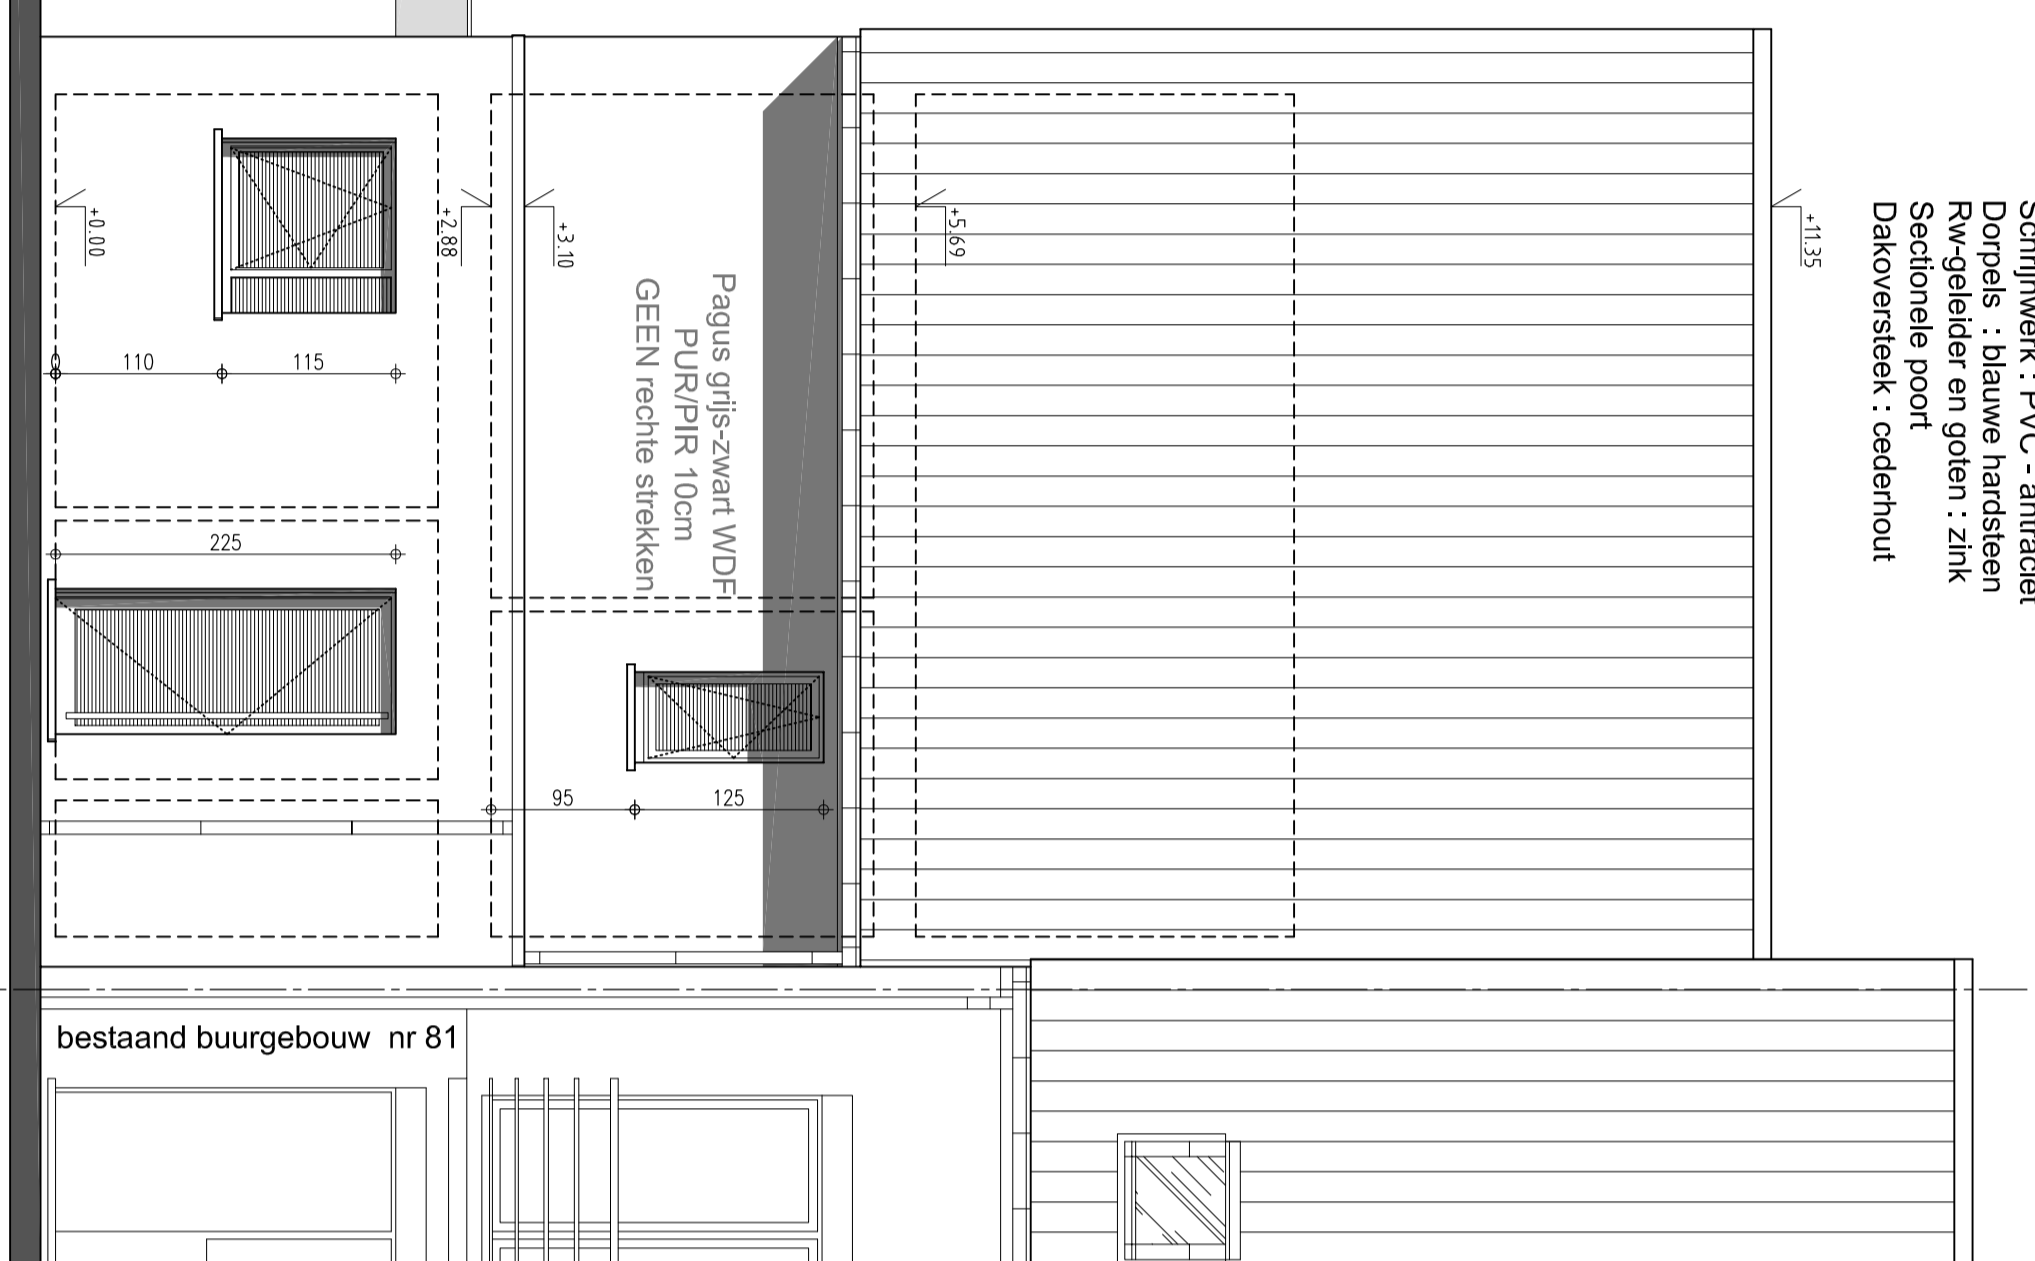 Schrijnwerk : PVC - antraciet
Dorpels : blauwe hardsteen
Rw-geleider en goten : zink
Sectionele poort
Dakoversteek : cederhout
+11.35
+5.69
+3.10
+2.88
+0.00
Pagus grijs-zwart WDF
PUR/PIR 10cm
GEEN rechte strekken
0
110
115
225
95
125
bestaand buurgebouw nr 81